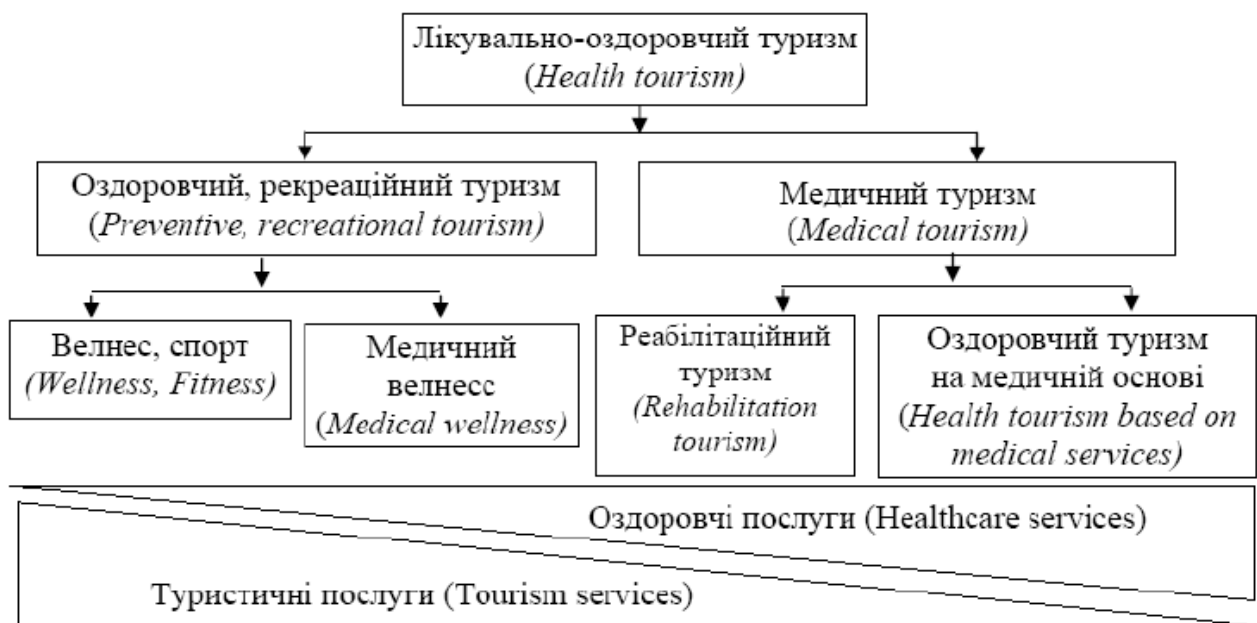 Лікувально-оздоровчий туризм
(Health tourism)
Оздоровчий, рекреаційний туризм
(Preventive, recreational tourism)
Медичний туризм
(Medical tourism)
Велнес, спорт
(Wellness, Fitness)
Медичний
велнесс
(Medical wellness)
Реабілітаційний
туризм
(Rehabilitation
tourism)
Оздоровчий туризм
на медичній основі
(Health tourism based on
medical services)
Оздоровчі послуги (Healthcare services)
Туристичні послуги (Tourism services)